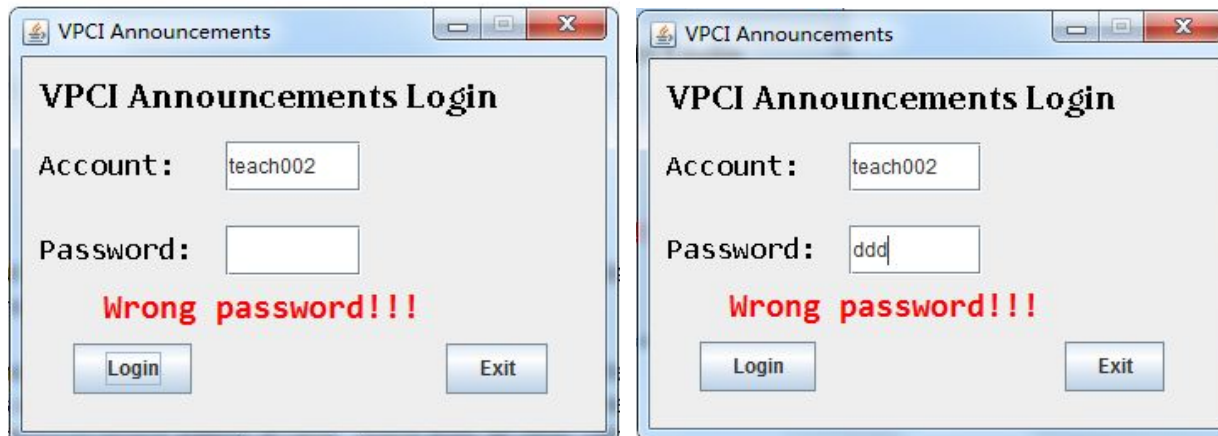 VPCI Announcements
VPCI Announcements Login
Account: teach002
Password:
Wrong password!!!
Login Exit
VPCI Announcements
VPCI Announcements Login
Account: teach002
Password: ddd
Wrong password!!!
Login Exit